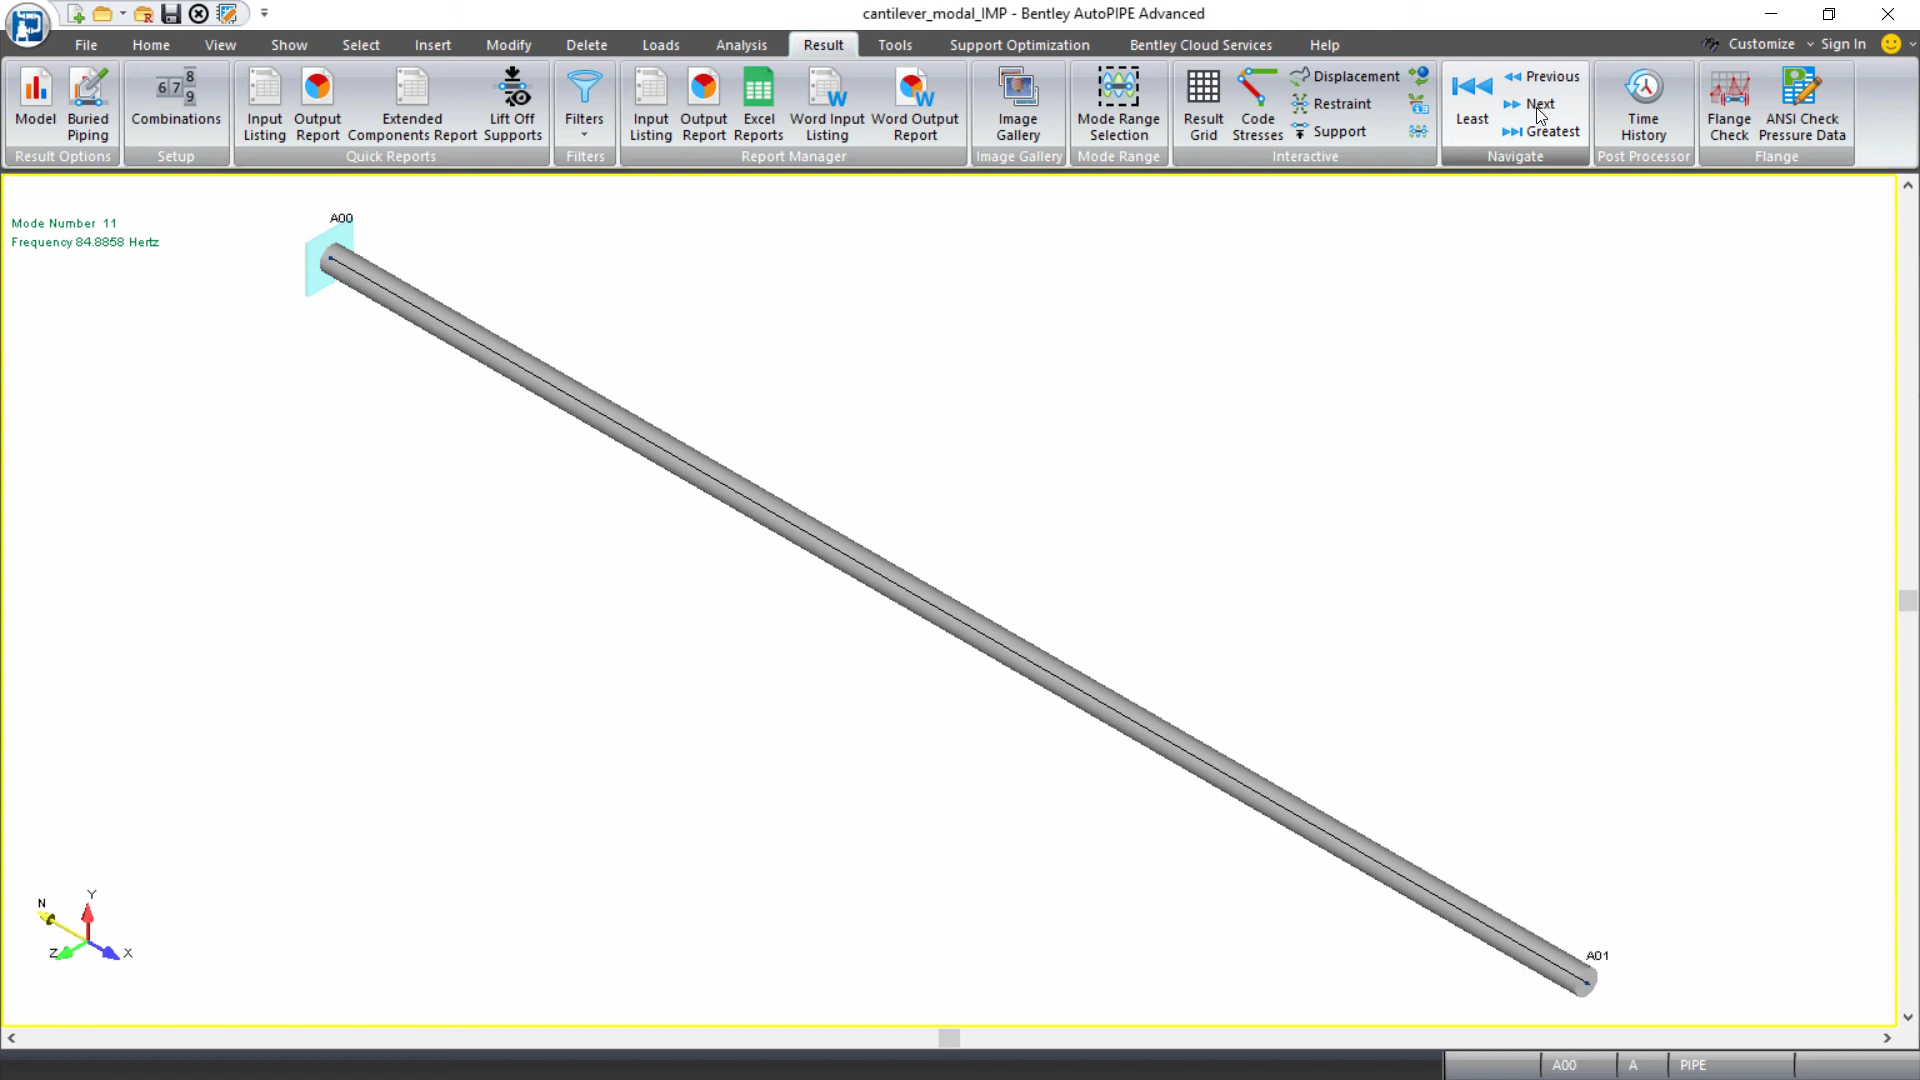 cantilever_modal_IMP - Bentley AutoPIPE Advanced
File Home View Show Select Insert Modify Delete Loads Analysis Result Tools Support Optimization Bentley Cloud Services Help Customize Sign In
Model
Buried
Piping
Result Options
6 7 8 9
Combinations
Setup
Input
Listing
Output
Report
Extended
Components Report
Lift Off
Supports
Quick Reports
Filters
Filters
Input
Listing
Output
Report
Excel
Reports
W
Word Input
Listing
W
Word Output
Report
Report Manager
Image
Gallery
Image Gallery
Mode Range
Selection
Mode Range
Result
Grid
Code
Stresses
Displacement
Restraint
Support
Interactive
Least
Previous
Next
Greatest
Navigate
Time
History
Post Processor
Flange
Check
ANSI Check
Pressure Data
Flange
Mode Number 11
Frequency 84.8858 Hertz
A00
A01
N
Y
Z
X
A00 A PIPE